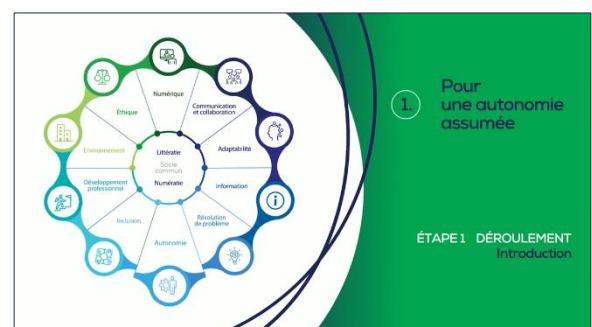 Numérique
Communication
et collaboration
Adaptabilité
Information
Résolution
de problème
Autonomie
Inclusion
Développement
professionnel
Environnement
Éthique
Littératie
Socle
commun
Numératie
1.
Pour
une autonomie
assumée
ÉTAPE 1 DÉROULEMENT
Introduction